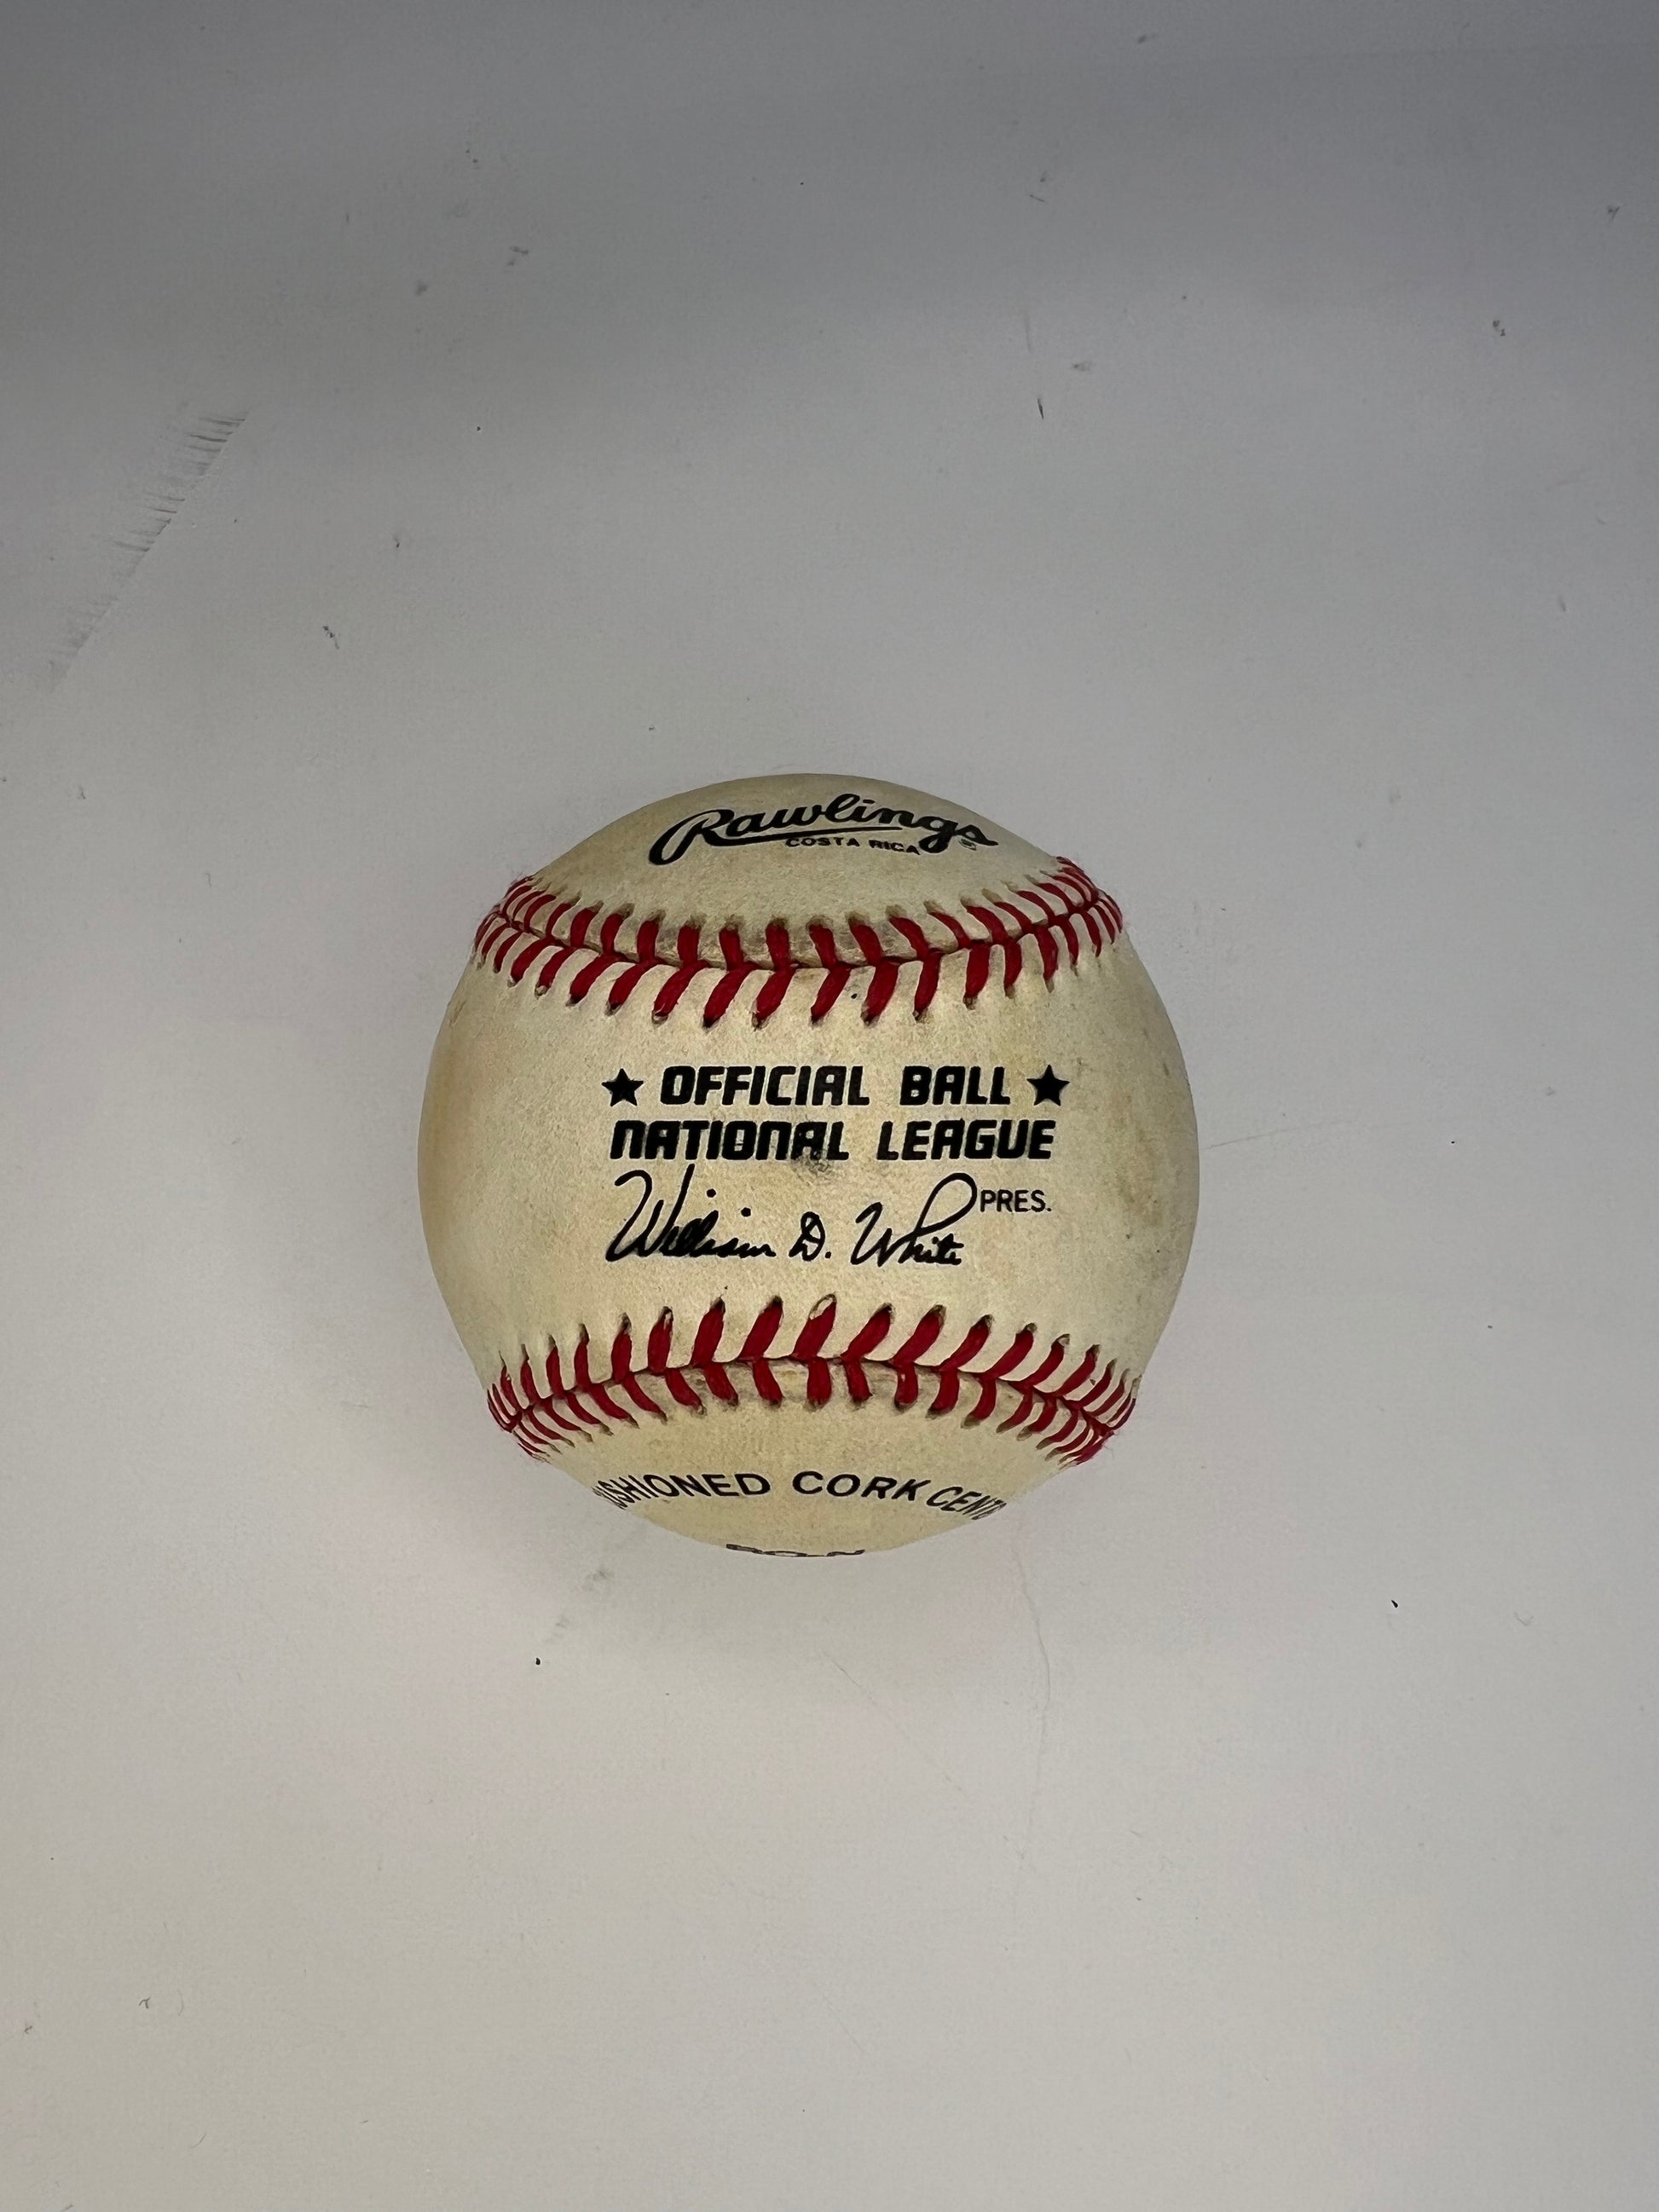 Rawlings®
COSTA RICA
★ OFFICIAL BALL ★
NATIONAL LEAGUE
William D. White PRES.
CORK